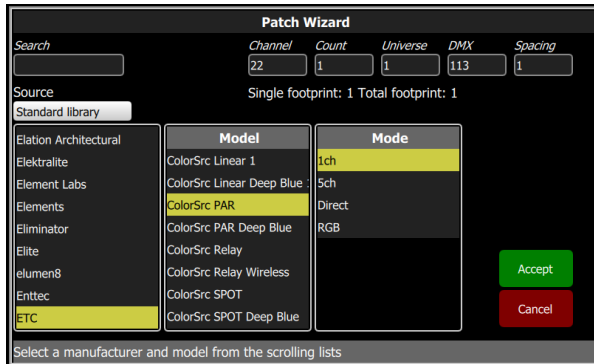 Patch Wizard
Search Channel Count Universe DMX Spacing
22 1 1 113 1
Source Single footprint: 1 Total footprint: 1
Standard library
Model Mode
Elation Architectural ColorSrc Linear 1 1ch
Elektralite ColorSrc Linear Deep Blue 5ch
Element Labs ColorSrc PAR Direct
Elements ColorSrc PAR Deep Blue RGB
Eliminator ColorSrc Relay
Elite ColorSrc Relay Wireless
elumen8 ColorSrc SPOT
Enttec ColorSrc SPOT Deep Blue
ETC
Accept
Cancel
Select a manufacturer and model from the scrolling lists